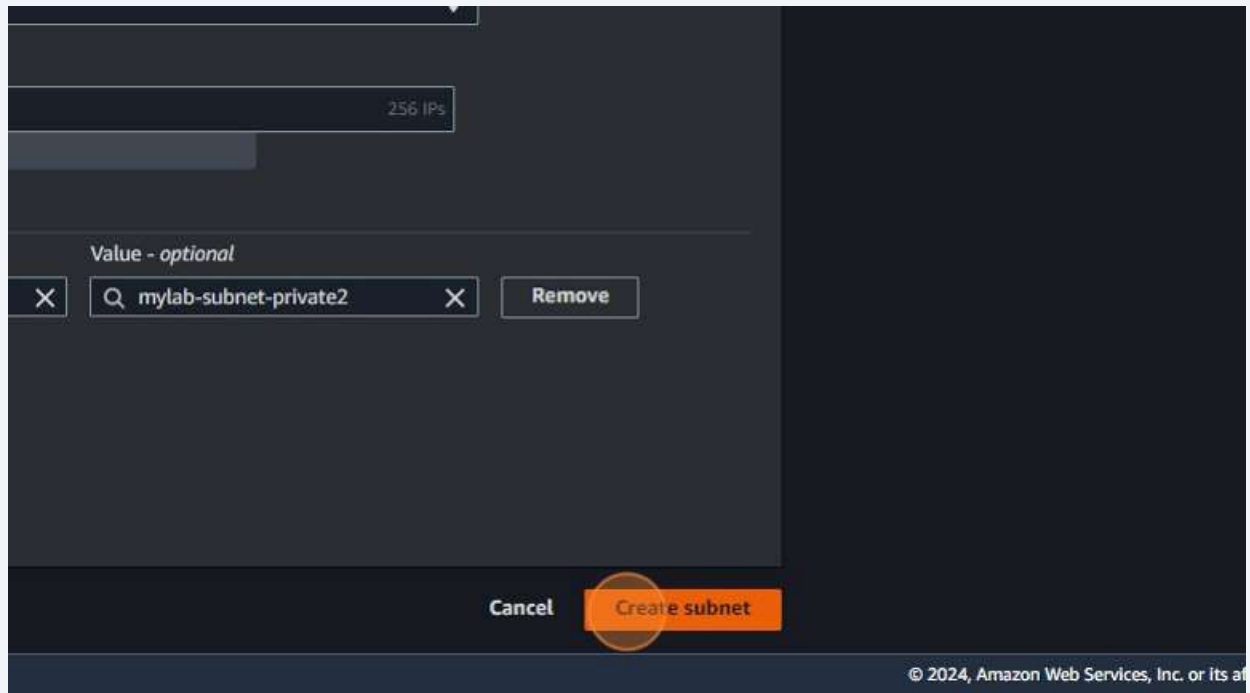 256 IPs
Value - optional
mylab-subnet-private2
Remove
Cancel
Create subnet
© 2024, Amazon Web Services, Inc. or its af